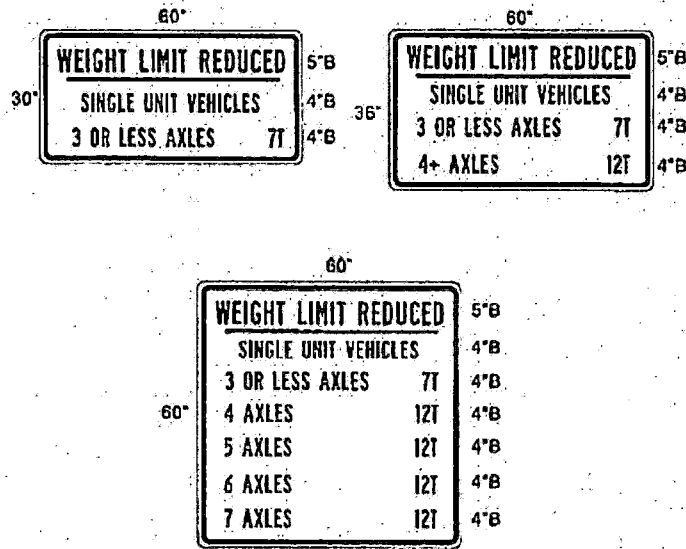 60"
WEIGHT LIMIT REDUCED 5"B
SINGLE UNIT VEHICLES 4"B
30"
3 OR LESS AXLES 7T 4"B
60"
WEIGHT LIMIT REDUCED 5"B
SINGLE UNIT VEHICLES 4"B
36"
3 OR LESS AXLES 7T 4"B
4+ AXLES 12T 4"B
60"
WEIGHT LIMIT REDUCED 5"B
SINGLE UNIT VEHICLES 4"B
3 OR LESS AXLES 7T 4"B
60"
4 AXLES 12T 4"B
5 AXLES 12T 4"B
6 AXLES 12T 4"B
7 AXLES 12T 4"B